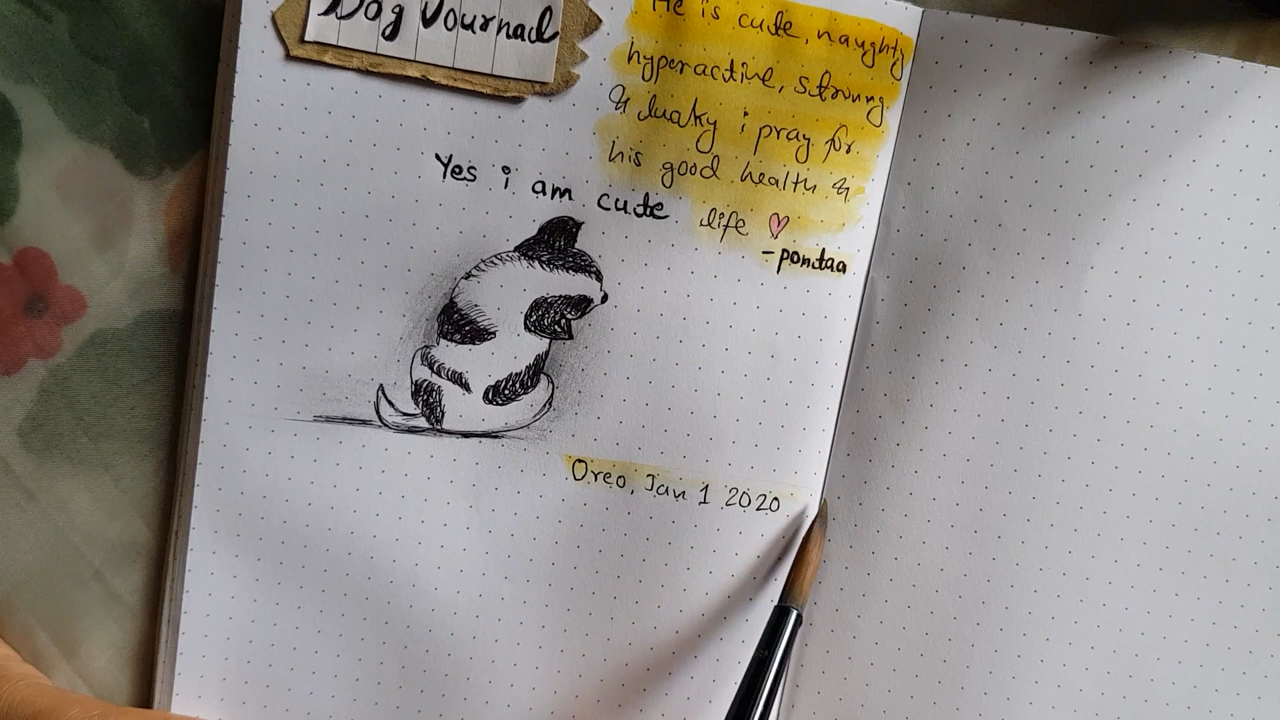 Dog Journal
He is cute, naughty
hyperactive, strong
& lucky i pray for
his good health &
life
Yes i am cute
Oreo, Jan 1 2020